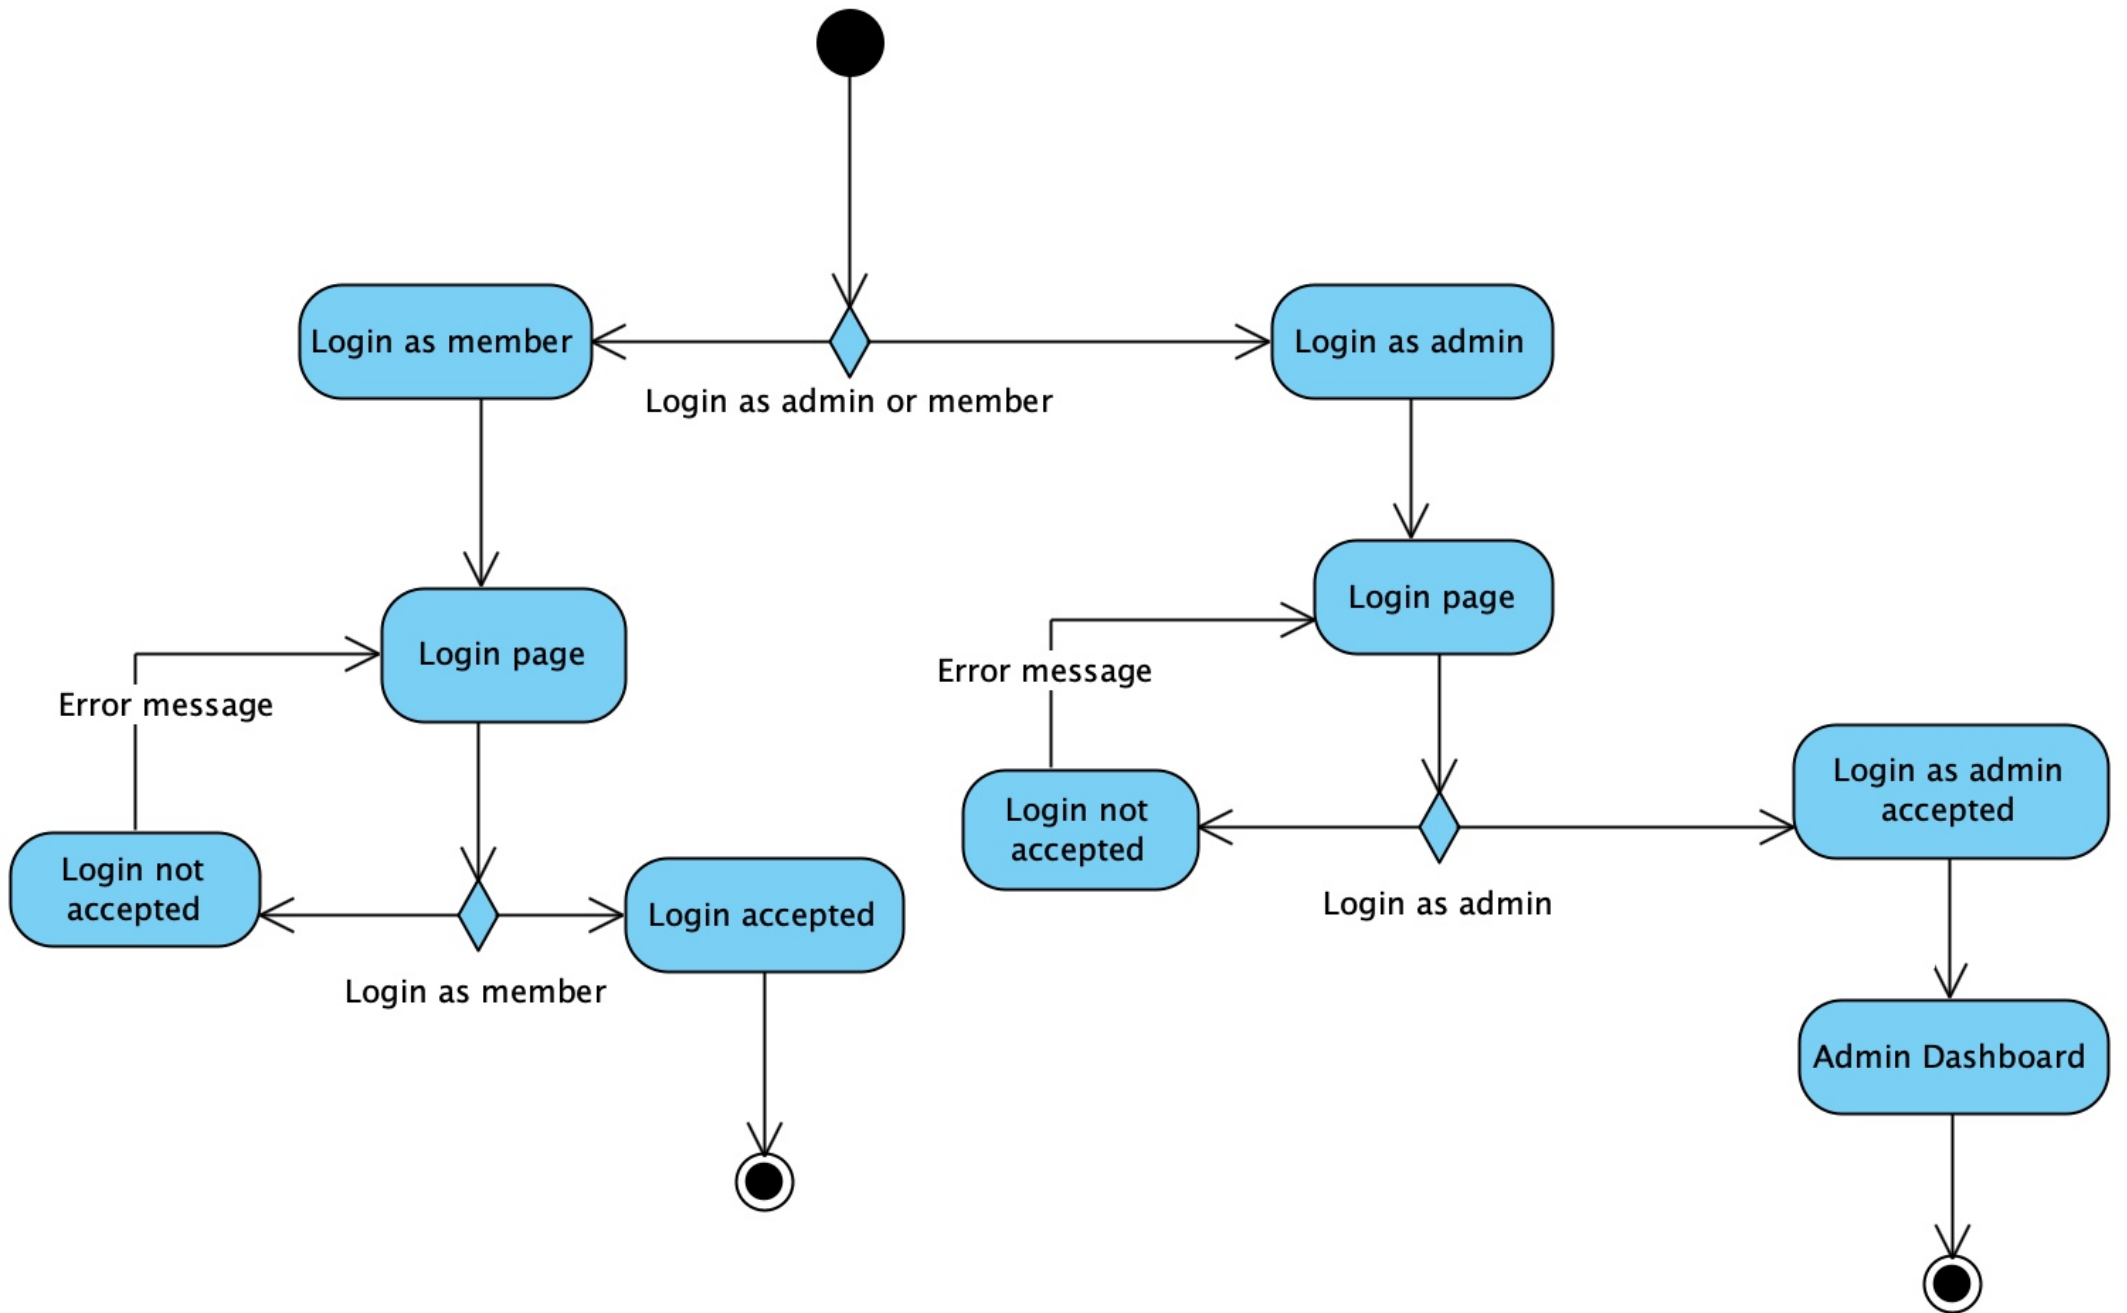 Login as member
Login as admin
Login as admin or member
Login page
Login page
Error message
Error message
Login as admin
accepted
Login not
accepted
Login not
accepted
Login accepted
Login as admin
Login as member
Admin Dashboard